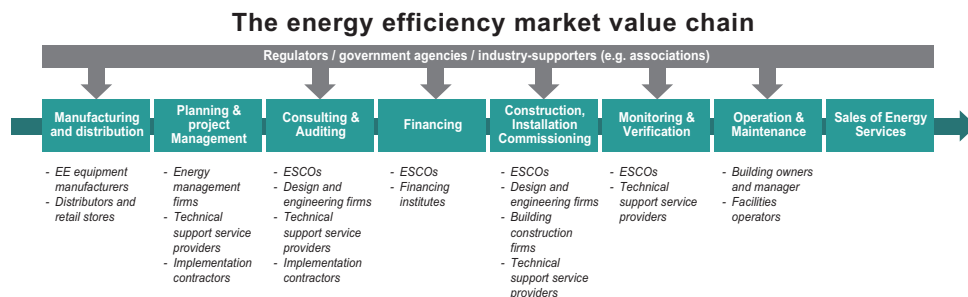 The energy efficiency market value chain
Regulators / government agencies / industry-supporters (e.g. associations)
Manufacturing
and distribution
Planning &
project
Management
Consulting &
Auditing
Financing
Construction,
Installation
Commissioning
Monitoring &
Verification
Operation &
Maintenance
Sales of Energy
Services
- EE equipment
manufacturers
- Distributors and
retail stores
- Energy
management
firms
- Technical
support service
providers
- Implementation
contractors
- ESCOs
- Design and
engineering firms
- Technical
support service
providers
- Implementation
contractors
- ESCOs
- Financing
institutes
- ESCOs
- Design and
engineering firms
- Building
construction
firms
- Technical
support service
providers
- ESCOs
- Technical
support service
providers
- Building owners
and manager
- Facilities
operators